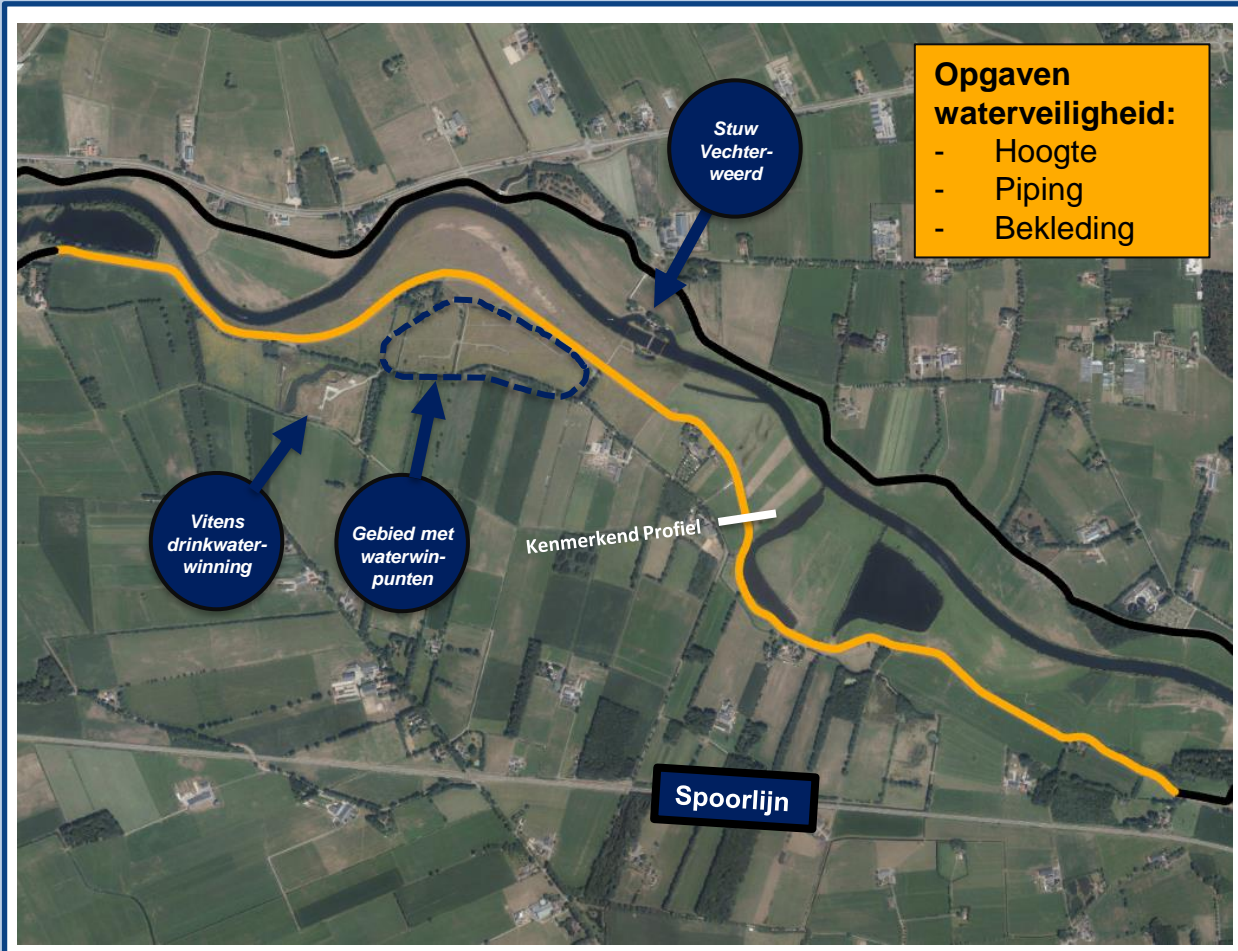 Opgaven
waterveiligheid:
- Hoogte
- Piping
- Bekleding
Stuw
Vechter-
weerd
Vitens
drinkwater-
winning
Gebied met
waterwin-
punten
Kenmerkend Profiel
Spoorlijn